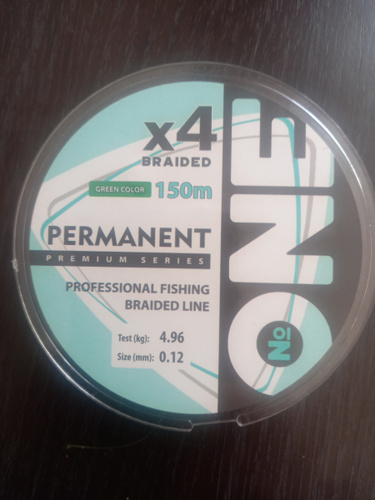 x4
BRAIDED
GREEN COLOR 150m
PERMANENT
PREMIUM SERIES
PROFESSIONAL FISHING
BRAIDED LINE
Test (kg): 4.96
Size (mm): 0.12
№ ONE